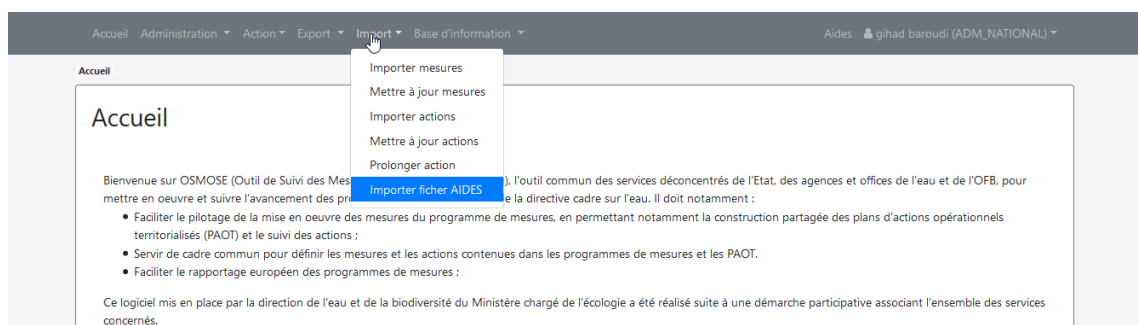 Accueil Administration Action Export Import Base d'information Aides gihad baroudi (ADM_NATIONAL)
Accueil
Importer mesures
Mettre à jour mesures
Importer actions
Mettre à jour actions
Prolonger action
Importer ficher AIDES
Accueil
Bienvenue sur OSMOSE (Outil de Suivi des Mes ), l'outil commun des services déconcentrés de l'Etat, des agences et offices de l'eau et de l'OFB, pour
mettre en oeuvre et suivre l'avancement des pr e la directive cadre sur l'eau. Il doit notamment :
• Faciliter le pilotage de la mise en oeuvre des mesures du programme de mesures, en permettant notamment la construction partagée des plans d'actions opérationnels
territorialisés (PAOT) et le suivi des actions ;
• Servir de cadre commun pour définir les mesures et les actions contenues dans les programmes de mesures et les PAOT.
• Faciliter le rapportage européen des programmes de mesures ;
Ce logiciel mis en place par la direction de l'eau et de la biodiversité du Ministère chargé de l'écologie a été réalisé suite à une démarche participative associant l'ensemble des services
concernés.